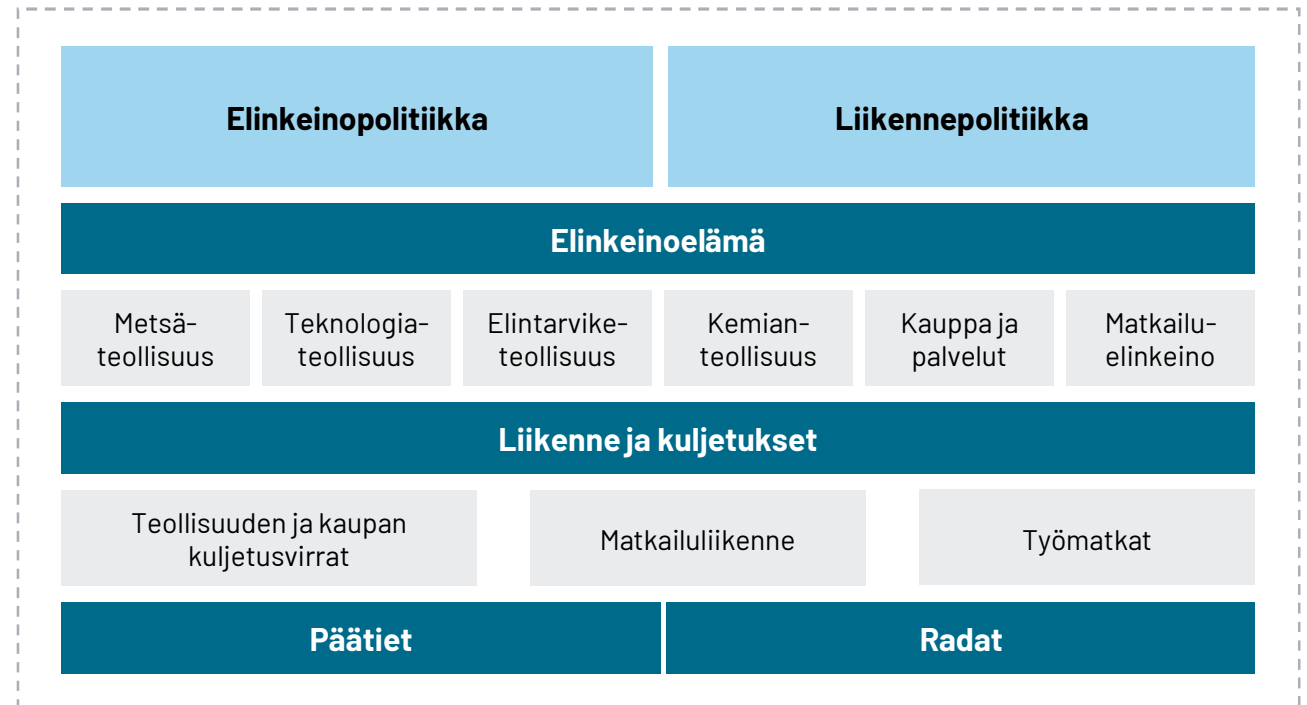 Elinkeinopolitiikka
Liikennepolitiikka
Elinkeinoelämä
Metsä-
teollisuus
Teknologia-
teollisuus
Elintarvike-
teollisuus
Kemian-
teollisuus
Kauppa ja
palvelut
Matkailu-
elinkeino
Liikenne ja kuljetukset
Teollisuuden ja kaupan
kuljetusvirrat
Matkailuliikenne
Työmatkat
Päätiet
Radat